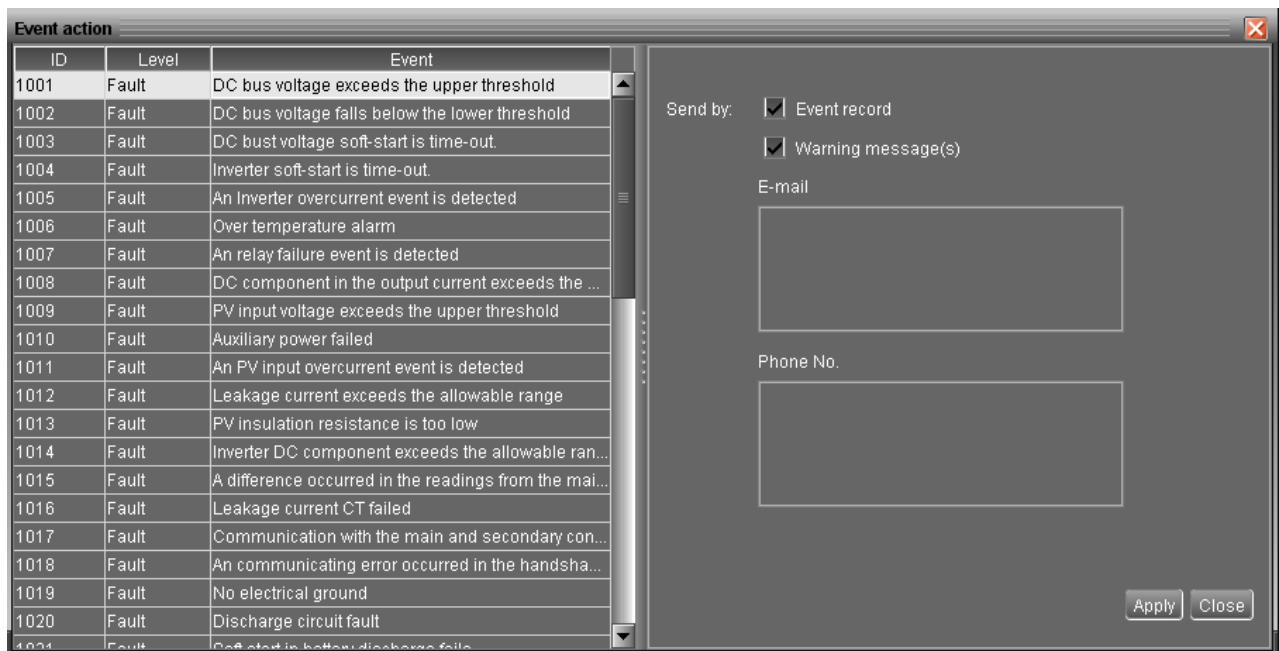 Event action
ID Level Event
1001 Fault DC bus voltage exceeds the upper threshold
1002 Fault DC bus voltage falls below the lower threshold
1003 Fault DC bust voltage soft-start is time-out.
1004 Fault Inverter soft-start is time-out.
1005 Fault An Inverter overcurrent event is detected
1006 Fault Over temperature alarm
1007 Fault An relay failure event is detected
1008 Fault DC component in the output current exceeds the ...
1009 Fault PV input voltage exceeds the upper threshold
1010 Fault Auxiliary power failed
1011 Fault An PV input overcurrent event is detected
1012 Fault Leakage current exceeds the allowable range
1013 Fault PV insulation resistance is too low
1014 Fault Inverter DC component exceeds the allowable ran...
1015 Fault A difference occurred in the readings from the mai...
1016 Fault Leakage current CT failed
1017 Fault Communication with the main and secondary con...
1018 Fault An communicating error occurred in the handsha...
1019 Fault No electrical ground
1020 Fault Discharge circuit fault
1021 Fault Soft start in battery discharge fails
Send by: Event record
Warning message(s)
E-mail
Phone No.
Apply Close